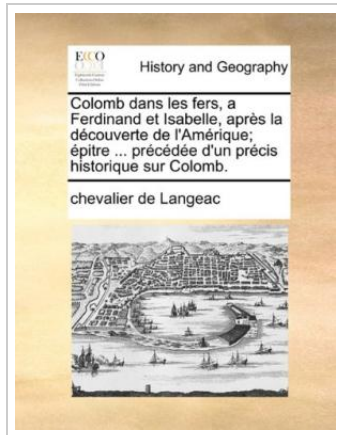 ECCO
History and Geography
Colomb dans les fers, a
Ferdinand et Isabelle, après la
découverte de l'Amérique;
épitre ... précédée d'un précis
historique sur Colomb.
chevalier de Langeac